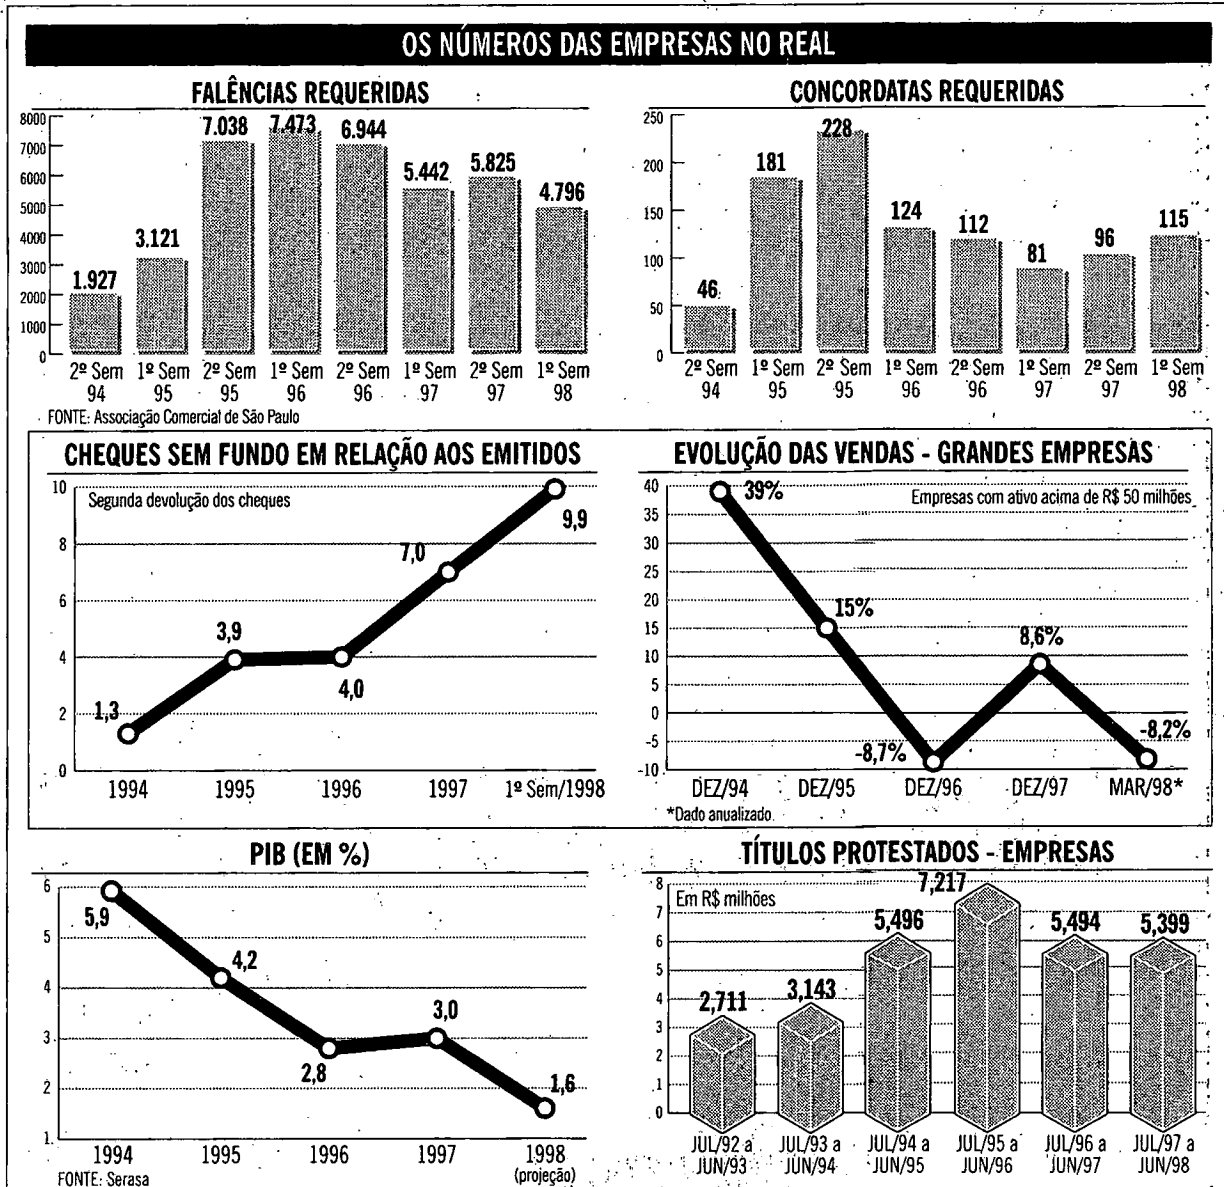 OS NÚMEROS DAS EMPRESAS NO REAL
FALÊNCIAS REQUERIDAS
8000
7000
6000
5000
4000
3000
2000
1000
0
1.927
3.121
7.038
7.473
6.944
5.442
5.825
4.796
2º Sem 94
1º Sem 95
2º Sem 95
1º Sem 96
2º Sem 96
1º Sem 97
2º Sem 97
1º Sem 98
FONTE: Associação Comercial de São Paulo
CONCORDATAS REQUERIDAS
250
200
150
100
50
0
46
181
228
124
112
81
96
115
2º Sem 94
1º Sem 95
2º Sem 95
1º Sem 96
2º Sem 96
1º Sem 97
2º Sem 97
1º Sem 98
CHEQUES SEM FUNDO EM RELAÇÃO AOS EMITIDOS
Segunda devolução dos cheques
10
8
6
4
2
0
1,3
3,9
4,0
7,0
9,9
1994
1995
1996
1997
1º Sem/1998
EVOLUÇÃO DAS VENDAS - GRANDES EMPRESAS
Empresas com ativo acima de R$ 50 milhões
40
35
30
25
20
15
10
5
0
-5
-10
39%
15%
-8,7%
8,6%
-8,2%
DEZ/94
DEZ/95
DEZ/96
DEZ/97
MAR/98*
*Dado anualizado
PIB (EM %)
6
5
4
3
2
1
5,9
4,2
2,8
3,0
1,6
1994
1995
1996
1997
1998
(projeção)
FONTE: Serasa
TÍTULOS PROTESTADOS - EMPRESAS
Em R$ milhões
8
7
6
5
4
3
2
1
0
2,711
3,143
5,496
7,217
5,494
5,399
JUL/92 a JUN/93
JUL/93 a JUN/94
JUL/94 a JUN/95
JUL/95 a JUN/96
JUL/96 a JUN/97
JUL/97 a JUN/98